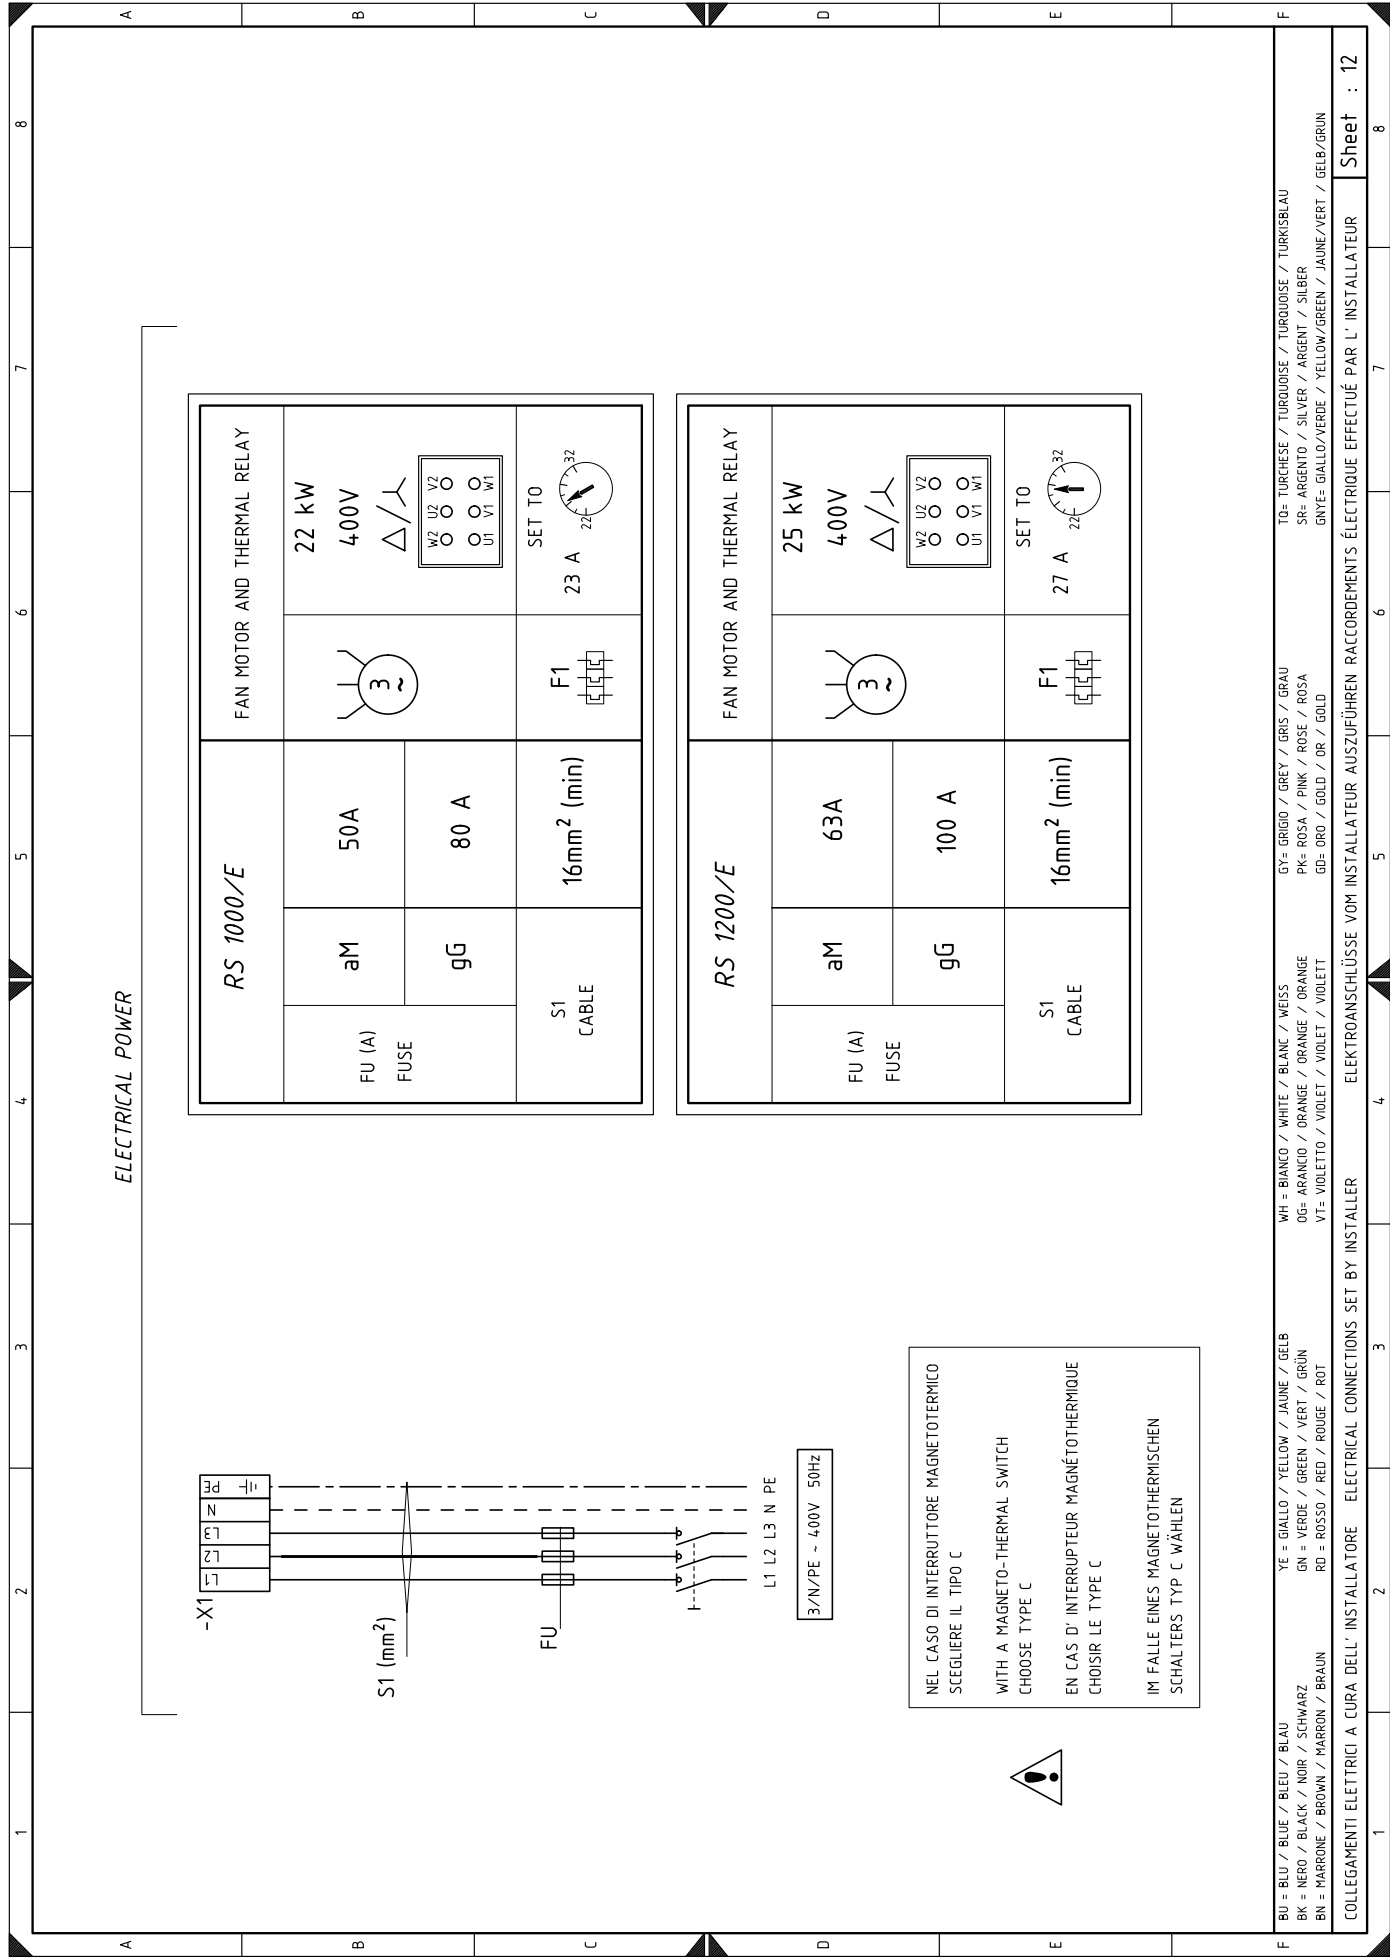 1 2 3 4 5 6 7 8
A
B
C
D
E
F
ELECTRICAL POWER
-X1
L1 L2 L3 N PE
S1 (mm²)
FU
L1 L2 L3 N PE
3/N/PE ~ 400V 50Hz
NEL CASO DI INTERRUTTORE MAGNETOTERMICO
SCEGLIERE IL TIPO C
WITH A MAGNETO-THERMAL SWITCH
CHOOSE TYPE C
EN CAS D' INTERRUPTEUR MAGNÉTOTHERMIQUE
CHOISIR LE TYPE C
IM FALLE EINES MAGNETOTHERMISCHEN
SCHALTERS TYP C WÄHLEN
RS 1000/E
FAN MOTOR AND THERMAL RELAY
FU (A)
FUSE
aM
50A
gG
80 A
3
~
22 kW
400V
W2 U2 V2
U1 V1 W1
S1
CABLE
16mm² (min)
F1
SET TO
23 A
22
32
RS 1200/E
FAN MOTOR AND THERMAL RELAY
FU (A)
FUSE
aM
63A
gG
100 A
3
~
25 kW
400V
W2 U2 V2
U1 V1 W1
S1
CABLE
16mm² (min)
F1
SET TO
27 A
22
32
BU = BLU / BLUE / BLEU / BLAU
BK = NERO / BLACK / NOIR / SCHWARZ
BN = MARRONE / BROWN / MARRON / BRAUN
YE = GIALLO / YELLOW / JAUNE / GELB
GN = VERDE / GREEN / VERT / GRÜN
RD = ROSSO / RED / ROUGE / ROT
WH = BIANCO / WHITE / BLANC / WEISS
OG= ARANCIO / ORANGE / ORANGE / ORANGE
VT= VIOLETTO / VIOLET / VIOLET / VIOLETT
GY= GRIGIO / GREY / GRIS / GRAU
PK= ROSA / PINK / ROSE / ROSA
GD= ORO / GOLD / OR / GOLD
TQ= TURCHESE / TURQUOISE / TURQUOISE / TURKISBLAU
SR= ARGENTO / SILVER / ARGENT / SILBER
GNYE= GIALLO/VERDE / YELLOW/GREEN / JAUNE/VERT / GELB/GRUN
COLLEGAMENTI ELETTRICI A CURA DELL' INSTALLATORE ELECTRICAL CONNECTIONS SET BY INSTALLER ELEKTROANSCHLÜSSE VOM INSTALLATEUR AUSZUFÜHREN RACCORDEMENTS ÉLECTRIQUE EFFECTUÉ PAR L' INSTALLATEUR
Sheet : 12
A
B
C
D
E
F
1 2 3 4 5 6 7 8